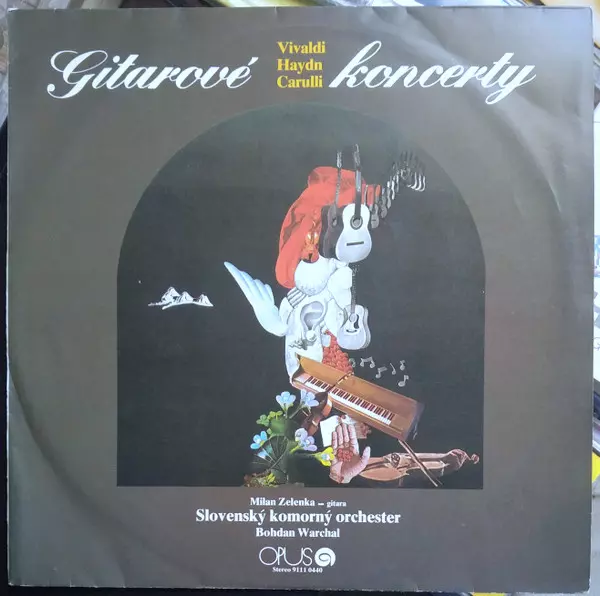 Gitarové koncerty
Vivaldi
Haydn
Carulli
Milan Zelenka – gitara
Slovenský komorný orchester
Bohdan Warchal
OPUS
Stereo 9111 0440